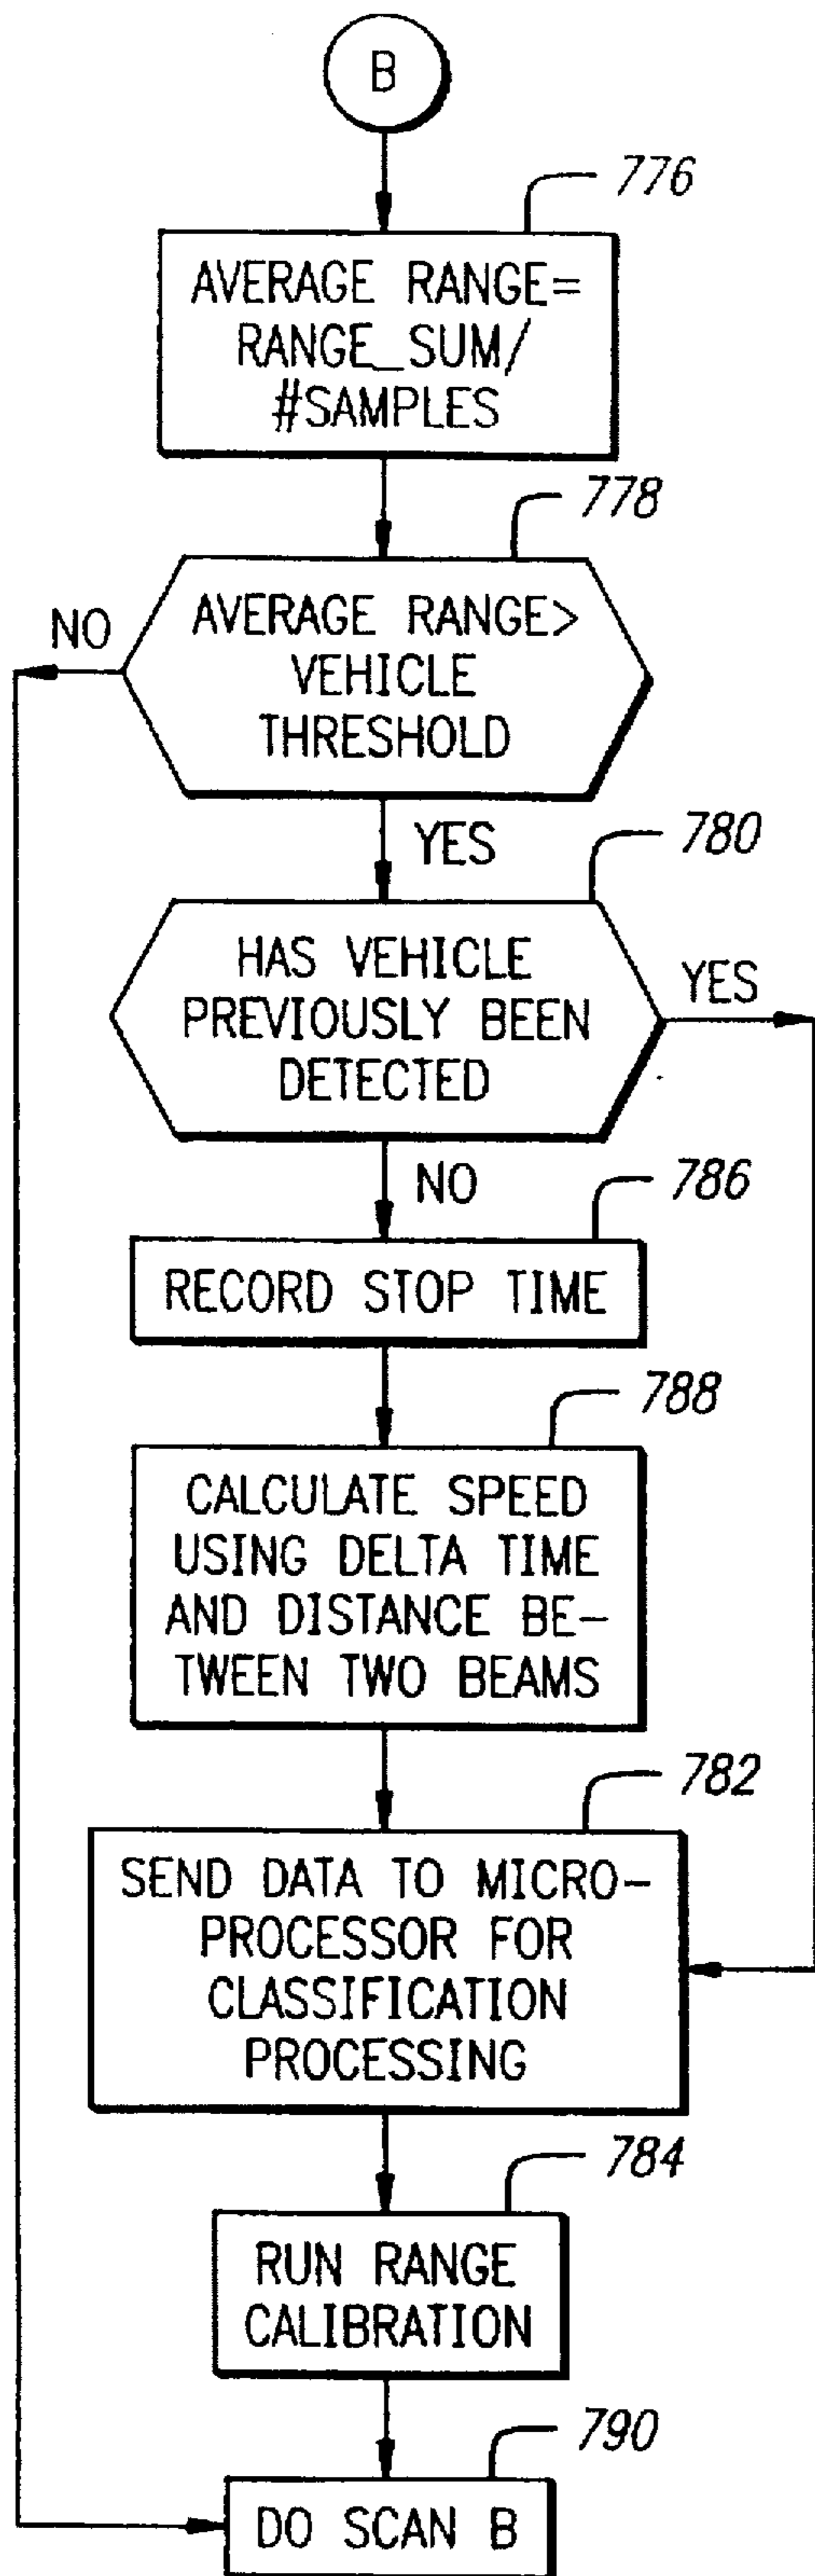 B
776
AVERAGE RANGE=
RANGE_SUM/
#SAMPLES
778
AVERAGE RANGE>
VEHICLE
THRESHOLD
NO
YES
780
HAS VEHICLE
PREVIOUSLY BEEN
DETECTED
YES
NO
786
RECORD STOP TIME
788
CALCULATE SPEED
USING DELTA TIME
AND DISTANCE BE-
TWEEN TWO BEAMS
782
SEND DATA TO MICRO-
PROCESSOR FOR
CLASSIFICATION
PROCESSING
784
RUN RANGE
CALIBRATION
790
DO SCAN B